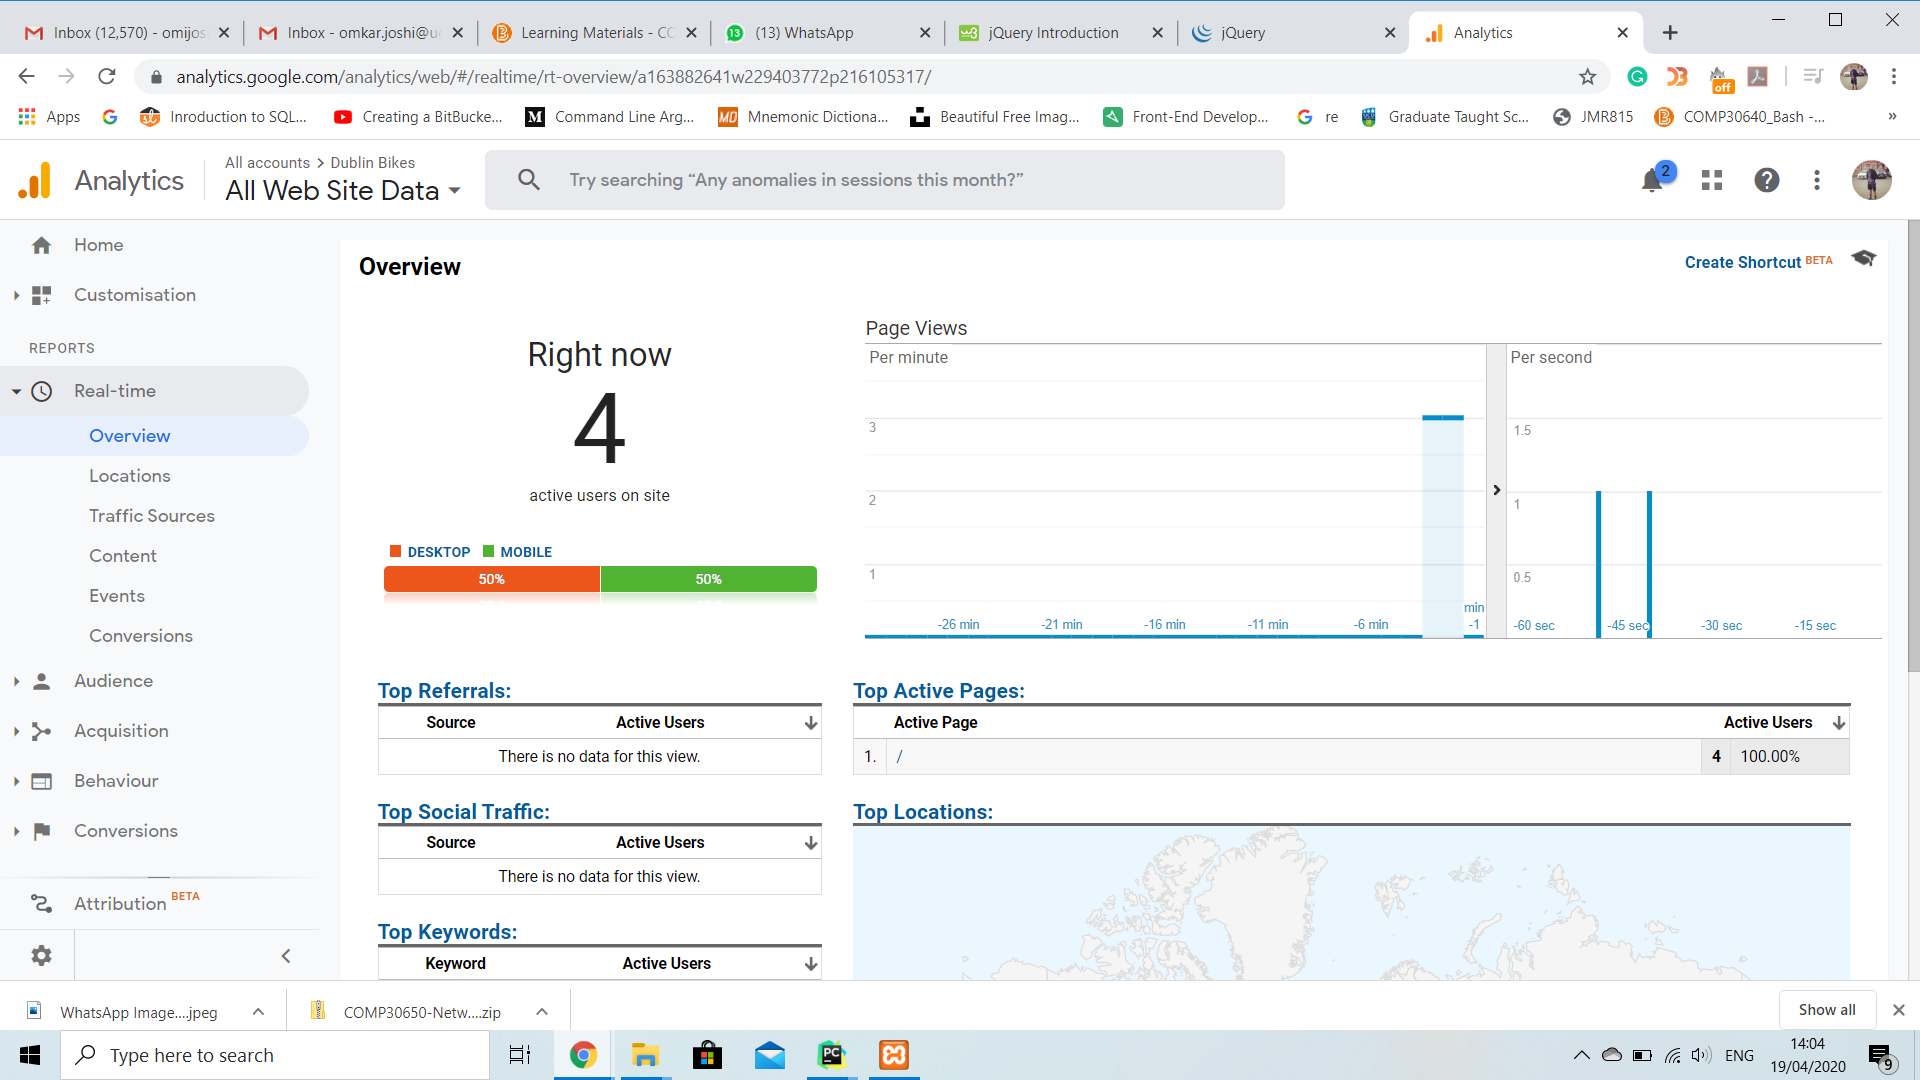 Inbox (12,570) - omijos
Inbox - omkar.joshi@u
Learning Materials - CO
13
(13) WhatsApp
jQuery Introduction
jQuery
Analytics
analytics.google.com/analytics/web/#/realtime/rt-overview/a163882641w229403772p216105317/
off
Apps
Inroduction to SQL...
Creating a BitBucke...
Command Line Arg...
Mnemonic Dictiona...
Beautiful Free Imag...
Front-End Develop...
re
Graduate Taught Sc...
JMR815
COMP30640_Bash -...
»
Analytics
All accounts > Dublin Bikes
All Web Site Data
Try searching “Any anomalies in sessions this month?”
2
Home
Customisation
REPORTS
Real-time
Overview
Locations
Traffic Sources
Content
Events
Conversions
Audience
Acquisition
Behaviour
Conversions
Attribution BETA
Overview
Create Shortcut BETA
Right now
4
active users on site
DESKTOP MOBILE
50% 50%
Page Views
Per minute
3
2
1
-26 min -21 min -16 min -11 min -6 min min -1
Per second
1.5
1
0.5
-60 sec -45 sec -30 sec -15 sec
Top Referrals:
Source Active Users
There is no data for this view.
Top Active Pages:
Active Page Active Users
1. / 4 100.00%
Top Social Traffic:
Source Active Users
There is no data for this view.
Top Locations:
Top Keywords:
Keyword Active Users
WhatsApp Image....jpeg
COMP30650-Netw....zip
Show all
Type here to search
PC
ENG
14:04
19/04/2020
9